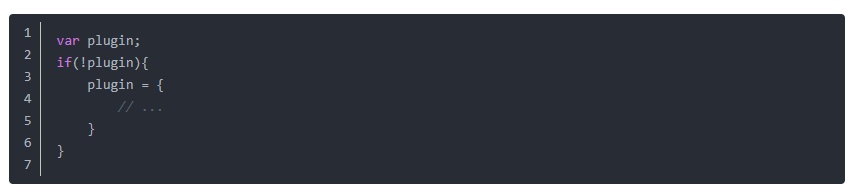 1 var plugin;
2 if(!plugin){
3     plugin = {
4         // ...
5     }
6 }
7